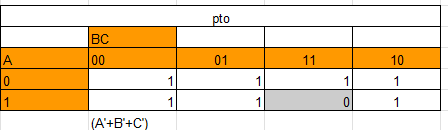 pto
BC
A 00 01 11 10
0 1 1 1 1
1 1 1 0 1
(A'+B'+C')